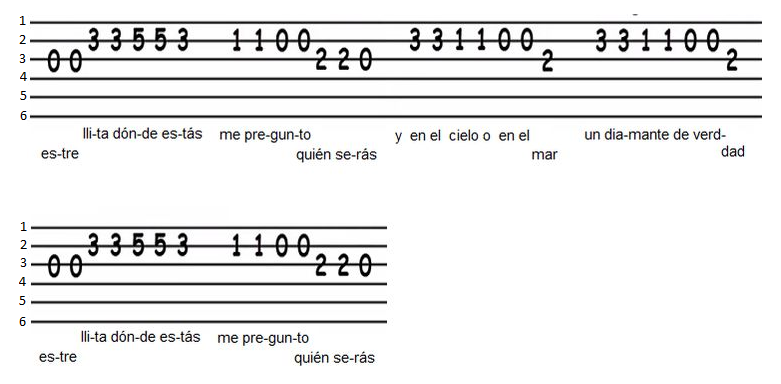 1
2 3 3 5 5 3 1 1 0 0 3 3 1 1 0 0 3 3 1 1 0 0
3 0 0 2 2 0 2 2
4
5
6
lli-ta dón-de es-tás me pre-gun-to y en el cielo o en el un dia-mante de verd-
es-tre quién se-rás mar dad
1
2 3 3 5 5 3 1 1 0 0
3 0 0 2 2 0
4
5
6
lli-ta dón-de es-tás me pre-gun-to
es-tre quién se-rás